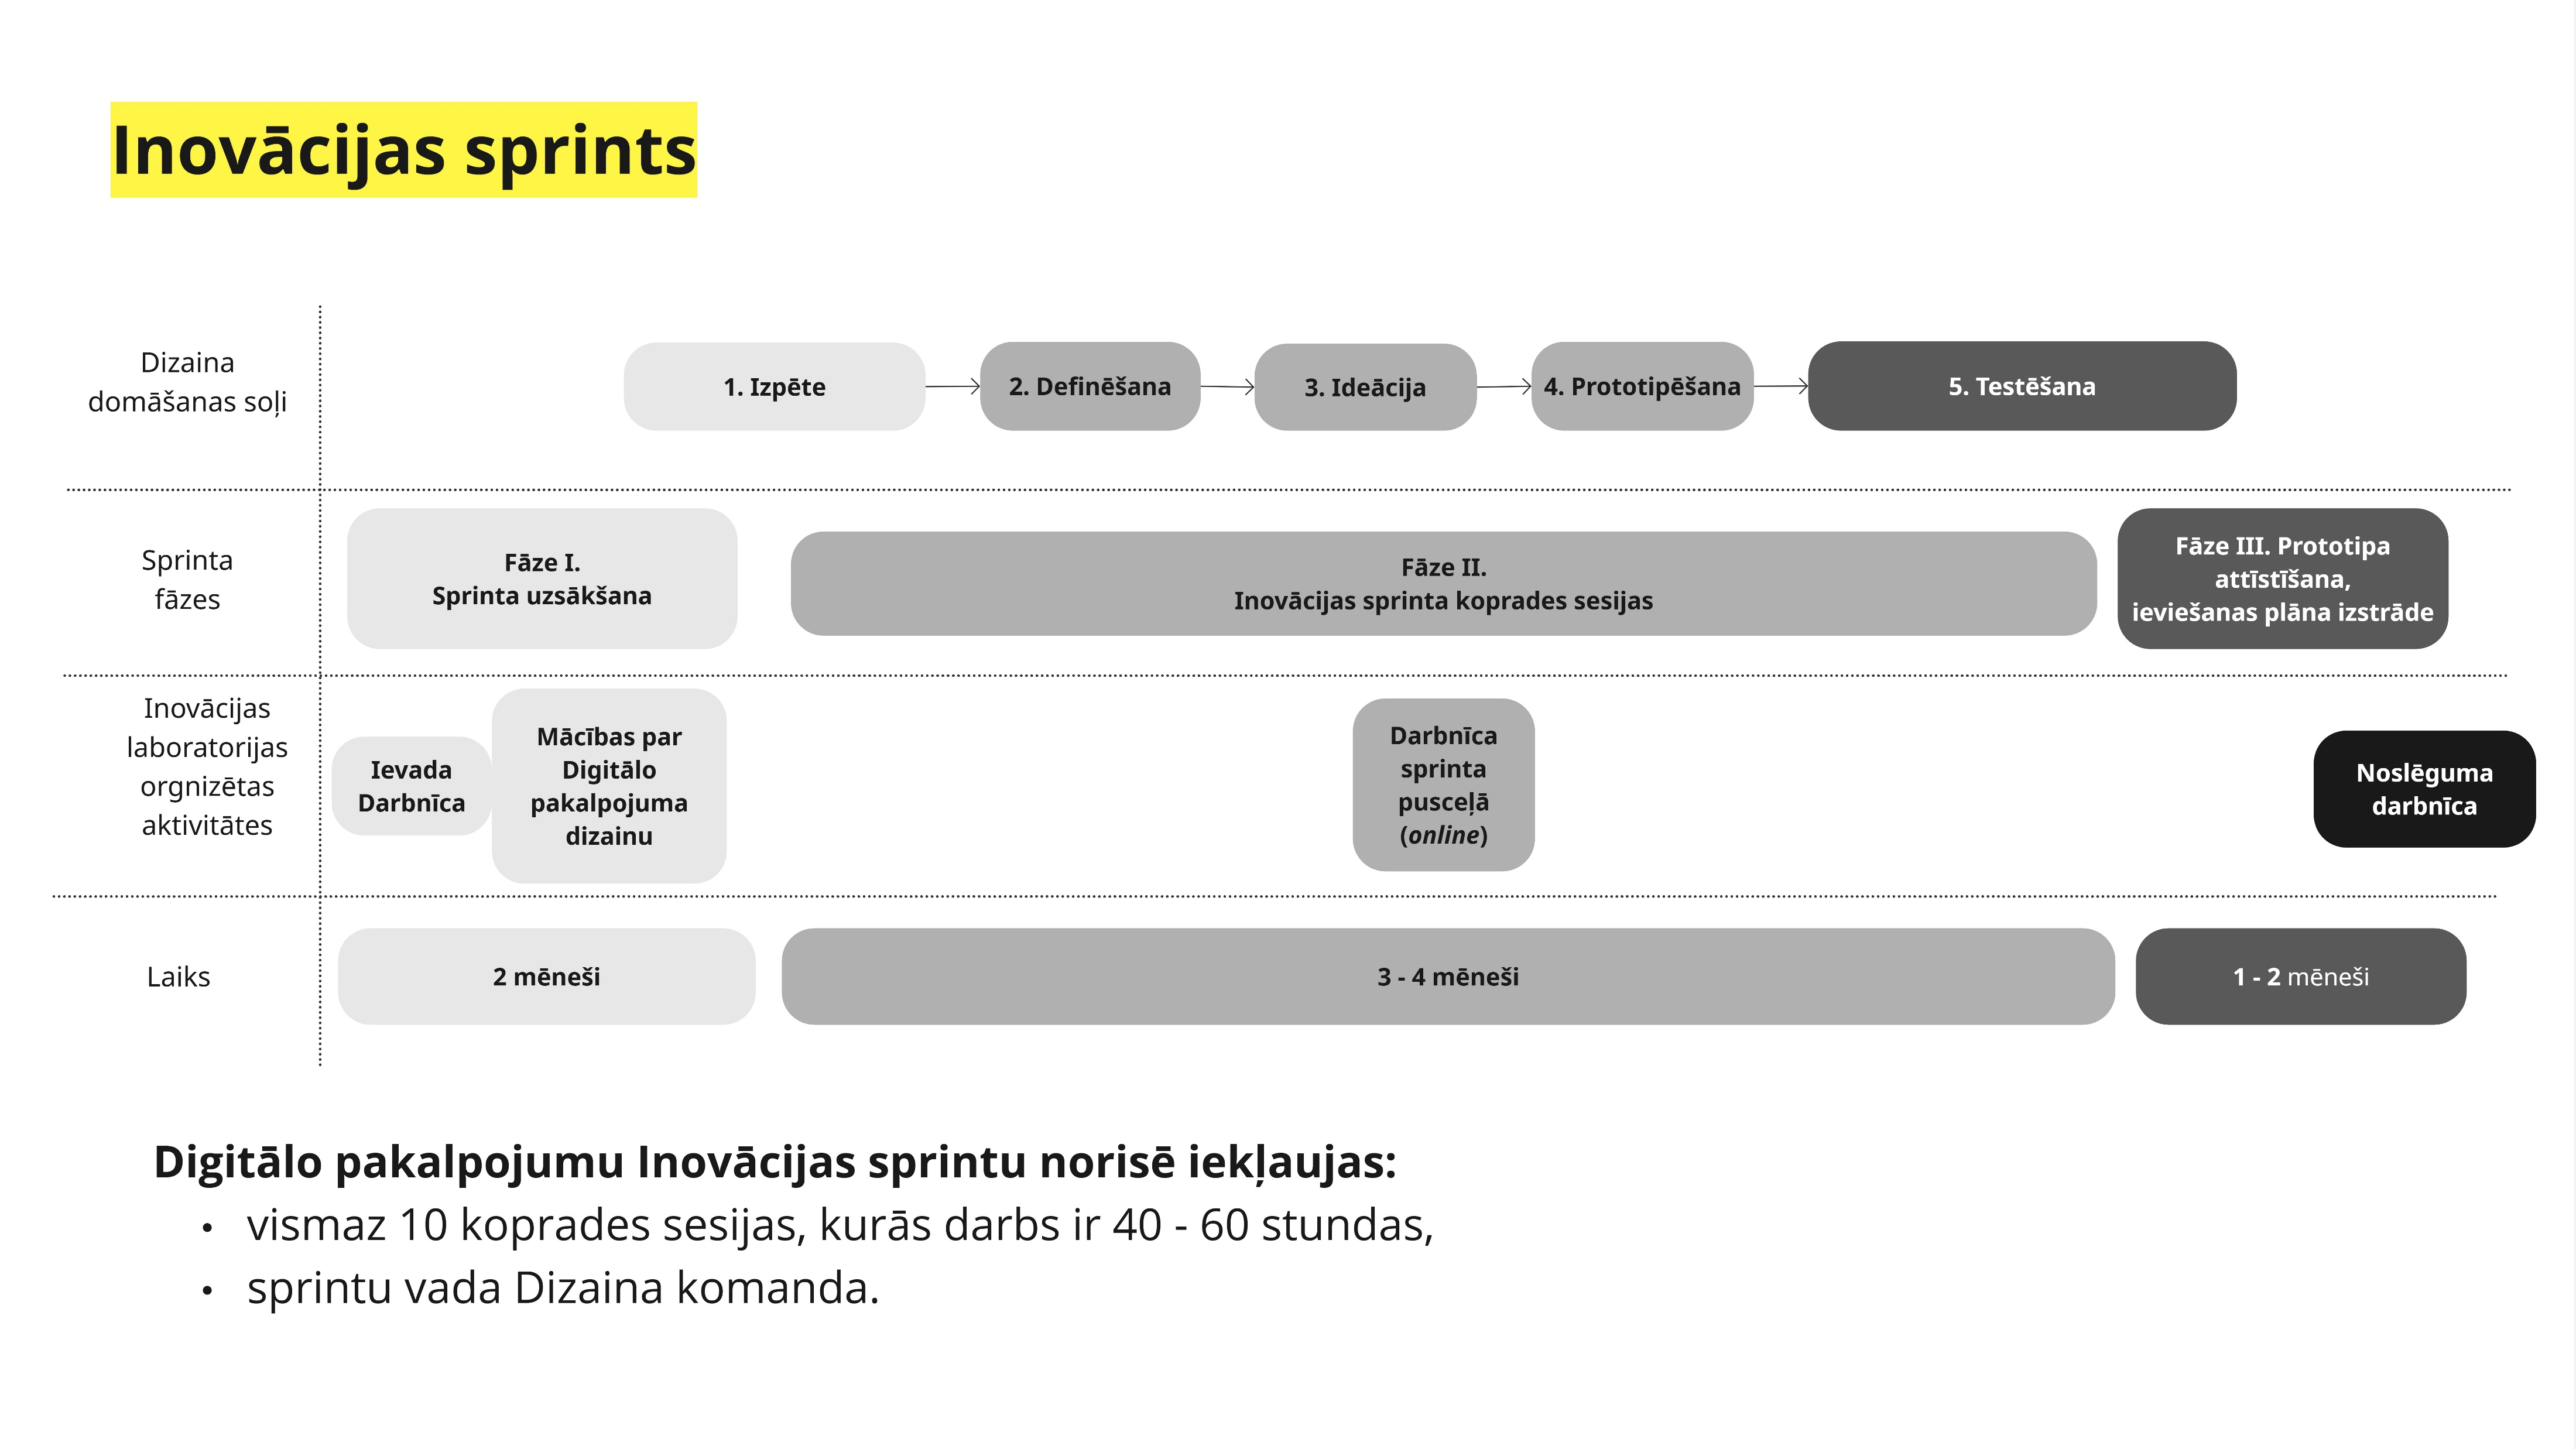 Inovācijas sprints
Dizaina
domāšanas soļi
1. Izpēte
2. Definēšana
3. Ideācija
4. Prototipēšana
5. Testēšana
Sprinta
fāzes
Fāze I.
Sprinta uzsākšana
Fāze II.
Inovācijas sprinta koprades sesijas
Fāze III. Prototipa
attīstīšana,
ieviešanas plāna izstrāde
Inovācijas
laboratorijas
orgnizētas
aktivitātes
Ievada
Darbnīca
Mācības par
Digitālo
pakalpojuma
dizainu
Darbnīca
sprinta
pusceļā
(online)
Noslēguma
darbnīca
Laiks
2 mēneši
3 - 4 mēneši
1 - 2 mēneši
Digitālo pakalpojumu Inovācijas sprintu norisē iekļaujas:
• vismaz 10 koprades sesijas, kurās darbs ir 40 - 60 stundas,
• sprintu vada Dizaina komanda.